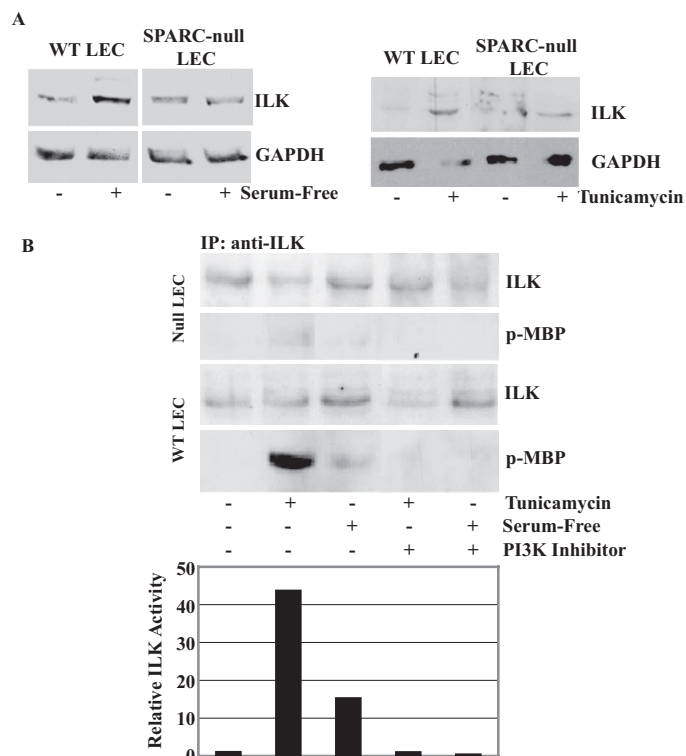 A
WT LEC
SPARC-null
LEC
ILK
GAPDH
- + - + Serum-Free
WT LEC
SPARC-null
LEC
ILK
GAPDH
- + - + Tunicamycin
B
IP: anti-ILK
Null LEC
ILK
p-MBP
WT LEC
ILK
p-MBP
- + - + - Tunicamycin
- - + - + Serum-Free
- - - + + PI3K Inhibitor
Relative ILK Activity
50
40
30
20
10
0